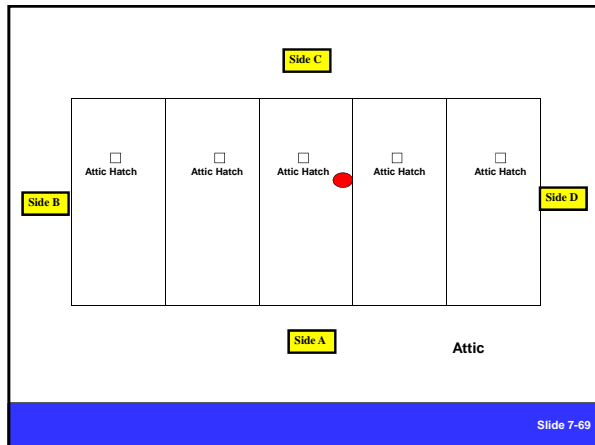 Side C
Attic Hatch
Attic Hatch
Attic Hatch
Attic Hatch
Attic Hatch
Side B
Side D
Side A
Attic
Slide 7-69